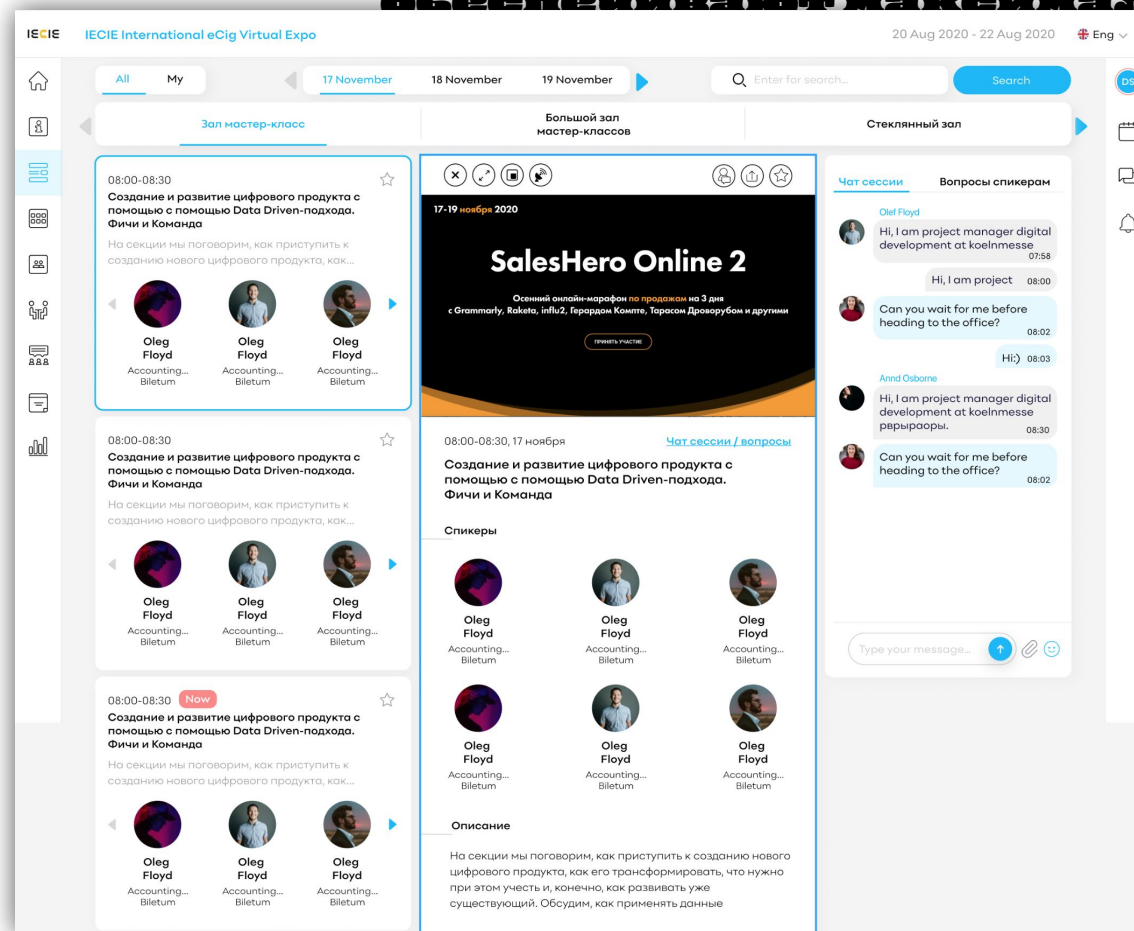 IECIE
IECIE International eCig Virtual Expo
20 Aug 2020 - 22 Aug 2020
Eng
All
My
17 November
18 November
19 November
Enter for search...
Search
DS
Зал мастер-класс
Большой зал
мастер-классов
Стеклянный зал
08:00-08:30
Создание и развитие цифрового продукта с
помощью с помощью Data Driven-подхода.
Фичи и Команда
На секции мы поговорим, как приступить к
созданию нового цифрового продукта, как...
Oleg Oleg Oleg
Floyd Floyd Floyd
Accounting... Accounting... Accounting...
Biletum Biletum Biletum
08:00-08:30
Создание и развитие цифрового продукта с
помощью с помощью Data Driven-подхода.
Фичи и Команда
На секции мы поговорим, как приступить к
созданию нового цифрового продукта, как...
Oleg Oleg Oleg
Floyd Floyd Floyd
Accounting... Accounting... Accounting...
Biletum Biletum Biletum
08:00-08:30 Now
Создание и развитие цифрового продукта с
помощью с помощью Data Driven-подхода.
Фичи и Команда
На секции мы поговорим, как приступить к
созданию нового цифрового продукта, как...
Oleg Oleg Oleg
Floyd Floyd Floyd
Accounting... Accounting... Accounting...
Biletum Biletum Biletum
17-19 ноября 2020
SalesHero Online 2
Осенний онлайн-марафон по продажам на 3 дня
с Grammarly, Raketa, influ2, Герардом Компте, Тарасом Дроворубом и другими
ПРИНЯТЬ УЧАСТИЕ
08:00-08:30, 17 ноября
Чат сессии / вопросы
Создание и развитие цифрового продукта с
помощью с помощью Data Driven-подхода.
Фичи и Команда
Спикеры
Oleg Oleg Oleg
Floyd Floyd Floyd
Accounting... Accounting... Accounting...
Biletum Biletum Biletum
Oleg Oleg Oleg
Floyd Floyd Floyd
Accounting... Accounting... Accounting...
Biletum Biletum Biletum
Описание
На секции мы поговорим, как приступить к созданию нового
цифрового продукта, как его трансформировать, что нужно
при этом учесть и, конечно, как развивать уже
существующий. Обсудим, как применять данные
Чат сессии
Вопросы спикерам
Olef Floyd
Hi, I am project manager digital
development at koelnmesse
07:58
Hi, I am project 08:00
Can you wait for me before
heading to the office?
08:02
Hi:) 08:03
Annd Osborne
Hi, I am project manager digital
development at koelnmesse
рврыраоры.
08:30
Can you wait for me before
heading to the office?
08:02
Type your message...